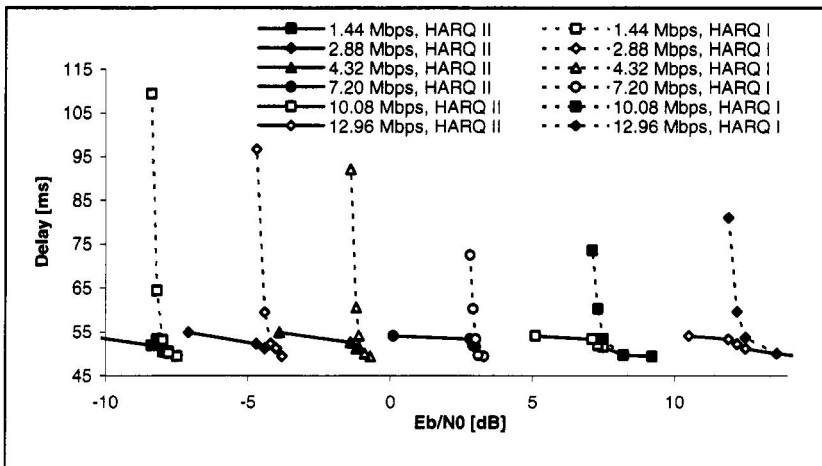 1.44 Mbps, HARQ II 1.44 Mbps, HARQ I
2.88 Mbps, HARQ II 2.88 Mbps, HARQ I
4.32 Mbps, HARQ II 4.32 Mbps, HARQ I
7.20 Mbps, HARQ II 7.20 Mbps, HARQ I
10.08 Mbps, HARQ II 10.08 Mbps, HARQ I
12.96 Mbps, HARQ II 12.96 Mbps, HARQ I
115
105
95
85
75
65
55
45
Delay [ms]
-10 -5 0 5 10
Eb/N0 [dB]